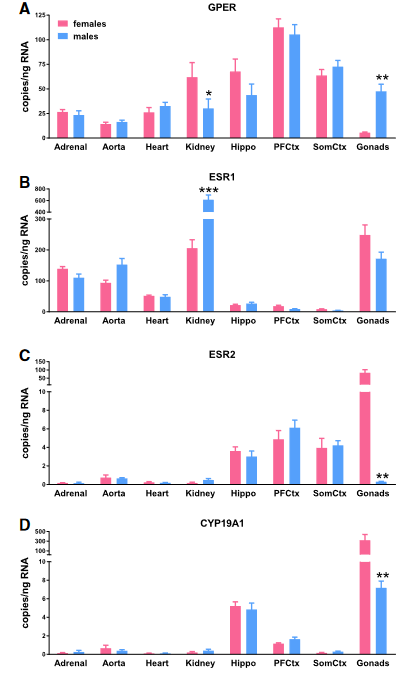 A GPER
females
males
copies/ng RNA
125
100
75
50
25
0
*
**
Adrenal Aorta Heart Kidney Hippo PFCtx SomCtx Gonads
B ESR1
copies/ng RNA
800
600
400
300
200
100
0
***
Adrenal Aorta Heart Kidney Hippo PFCtx SomCtx Gonads
C ESR2
copies/ng RNA
150
100
50
10
8
6
4
2
0
**
Adrenal Aorta Heart Kidney Hippo PFCtx SomCtx Gonads
D CYP19A1
copies/ng RNA
500
300
100
10
8
6
4
2
0
**
Adrenal Aorta Heart Kidney Hippo PFCtx SomCtx Gonads